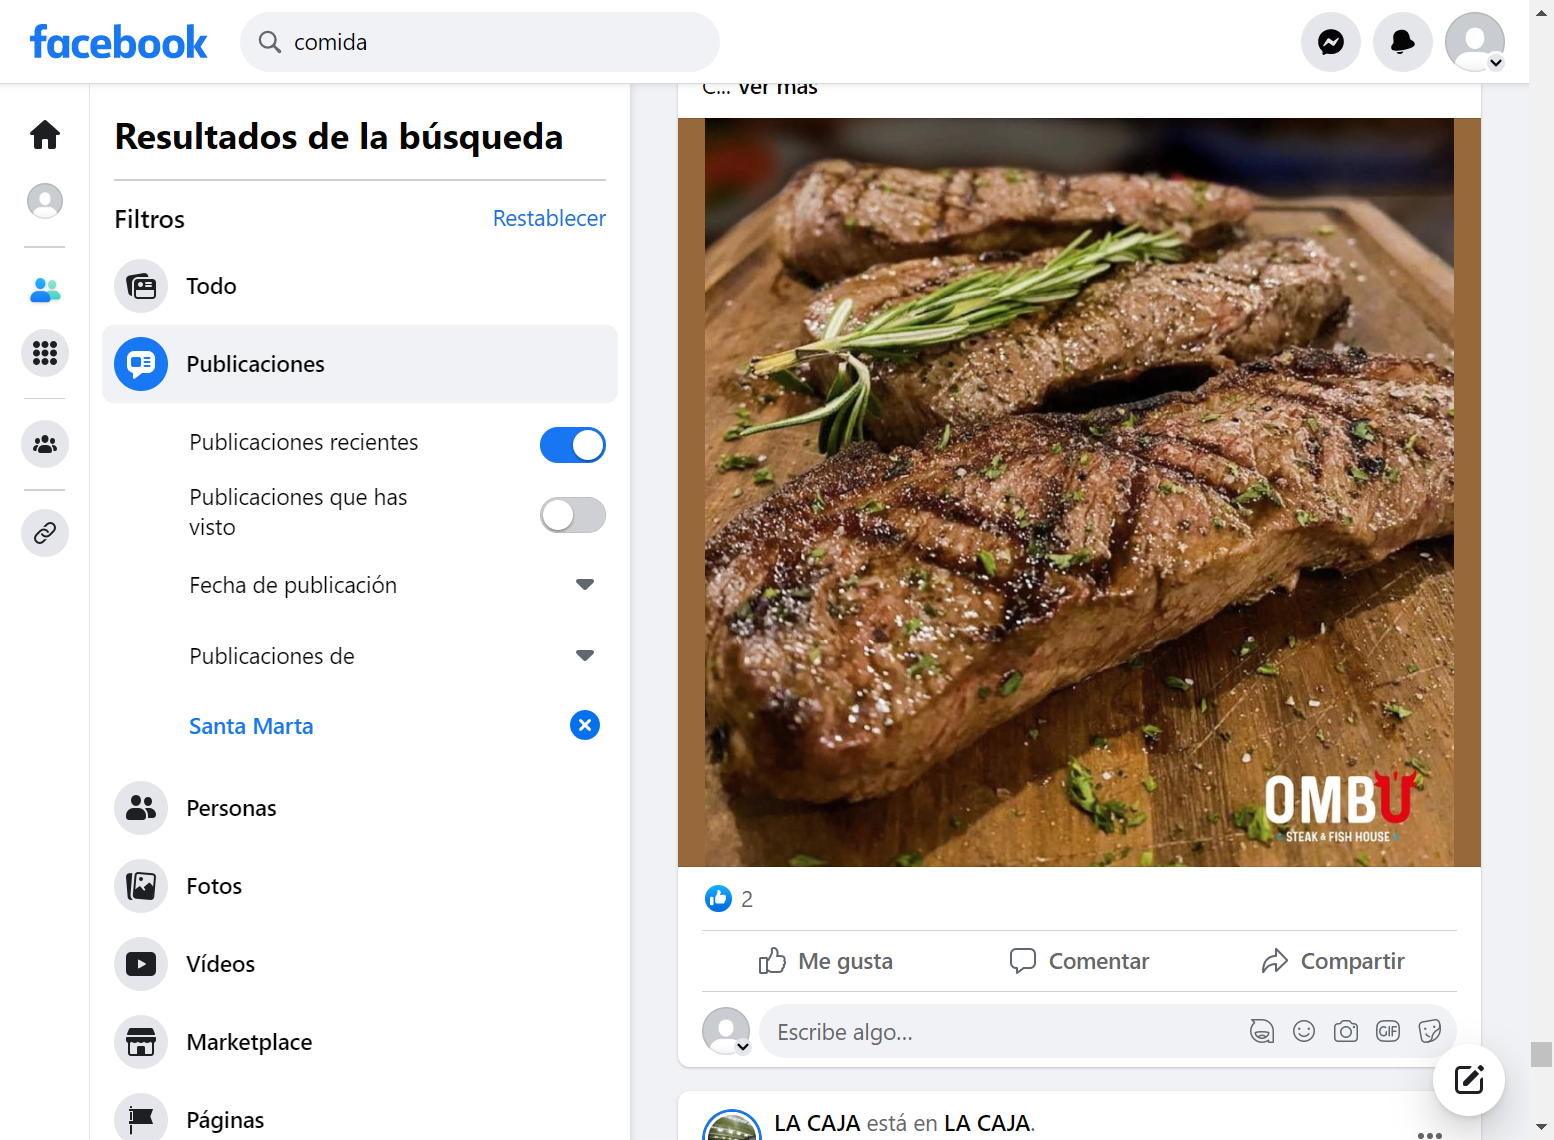 facebook
comida
C... Ver más
Resultados de la búsqueda
Filtros
Restablecer
Todo
Publicaciones
Publicaciones recientes
Publicaciones que has
visto
Fecha de publicación
Publicaciones de
Santa Marta
Personas
Fotos
Vídeos
Marketplace
Páginas
OMBÚ
STEAK & FISH HOUSE
2
Me gusta
Comentar
Compartir
Escribe algo...
GIF
LA CAJA está en LA CAJA.